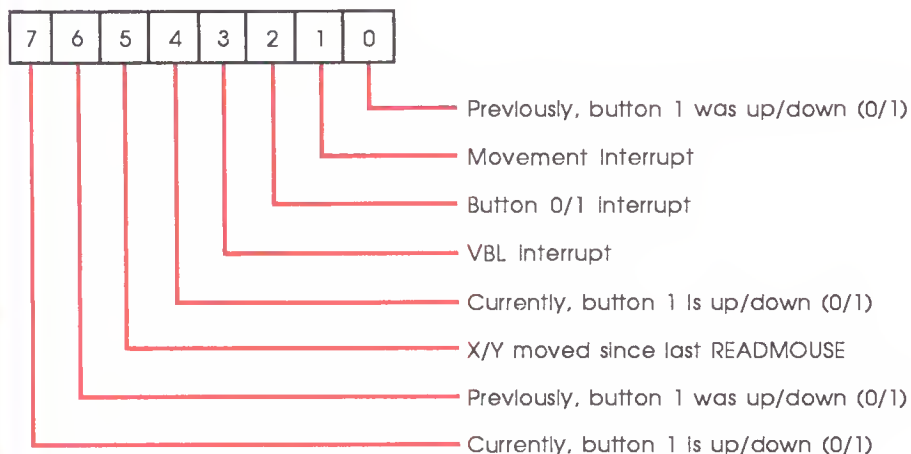 7 6 5 4 3 2 1 0
Previously, button 1 was up/down (0/1)
Movement Interrupt
Button 0/1 Interrupt
VBL Interrupt
Currently, button 1 Is up/down (0/1)
X/Y moved since last READMOUSE
Previously, button 1 was up/down (0/1)
Currently, button 1 Is up/down (0/1)